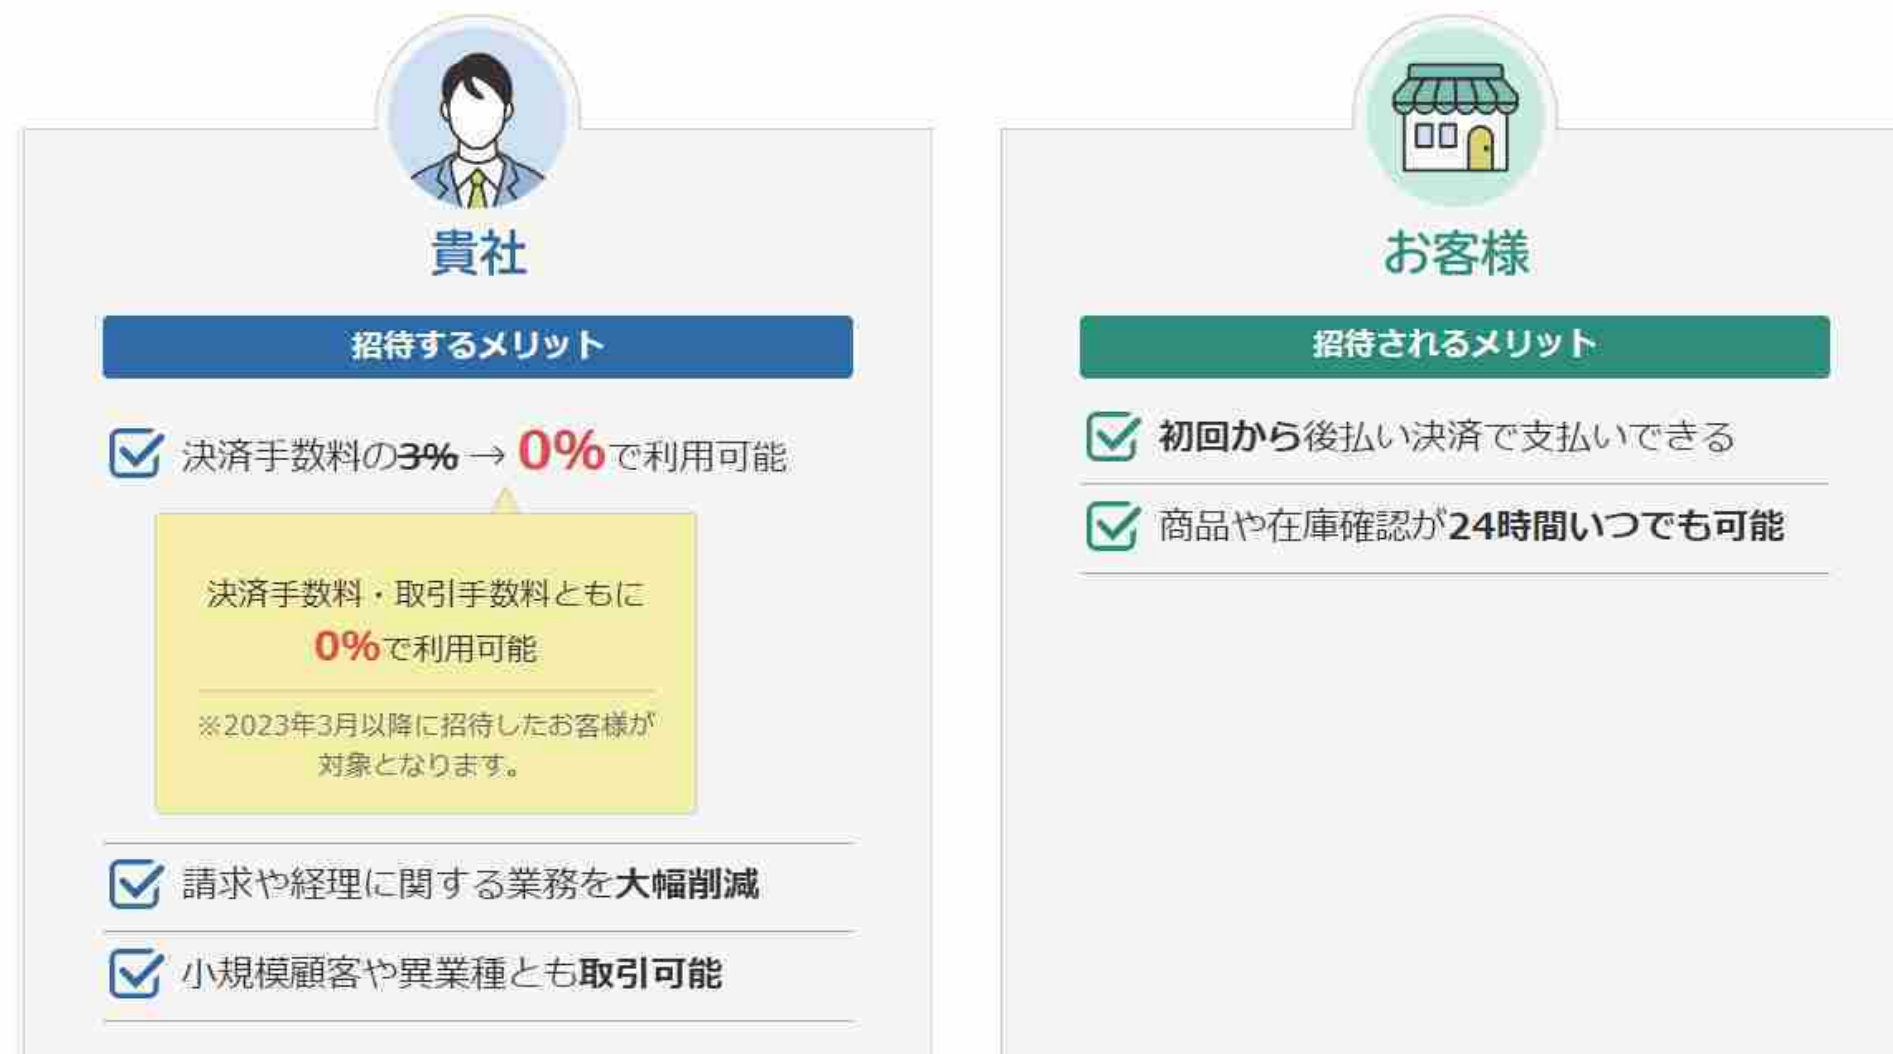 貴社
招待するメリット
決済手数料の3% → 0%で利用可能
決済手数料・取引手数料ともに
0%で利用可能
※2023年3月以降に招待したお客様が
対象となります。
請求や経理に関する業務を大幅削減
小規模顧客や異業種とも取引可能
お客様
招待されるメリット
初回から後払い決済で支払いできる
商品や在庫確認が24時間いつでも可能